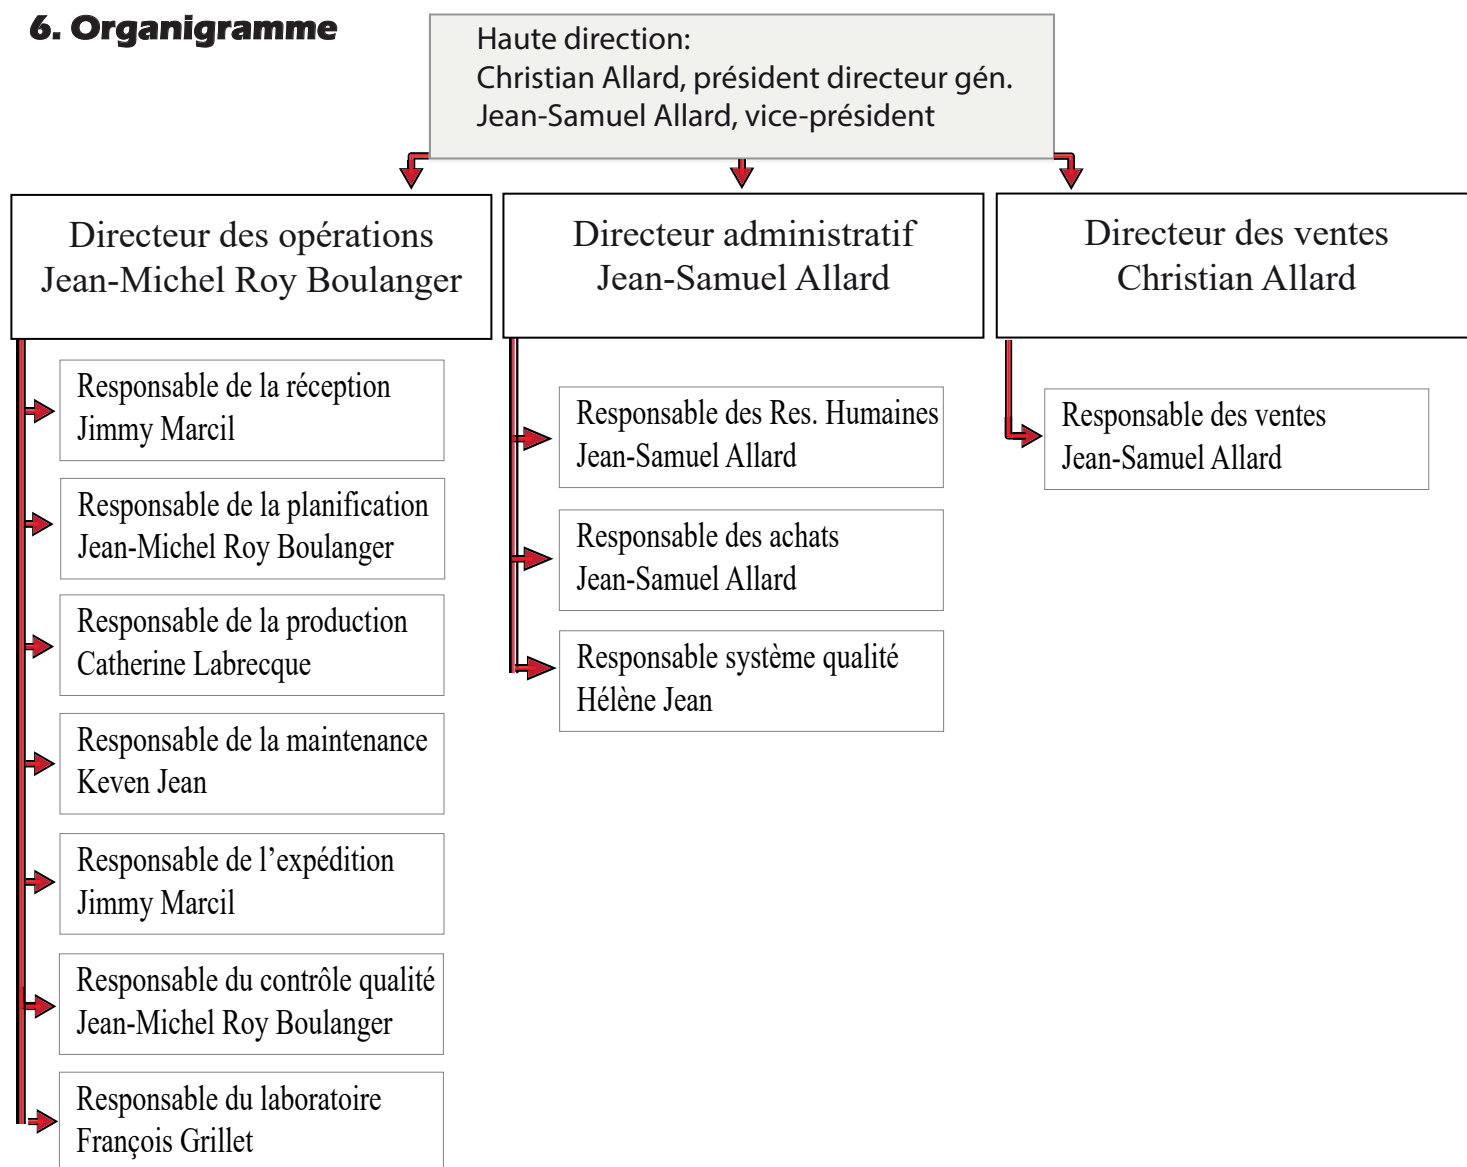 6. Organigramme
Haute direction:
Christian Allard, président directeur gén.
Jean-Samuel Allard, vice-président
Directeur des opérations
Jean-Michel Roy Boulanger
Directeur administratif
Jean-Samuel Allard
Directeur des ventes
Christian Allard
Responsable de la réception
Jimmy Marcil
Responsable de la planification
Jean-Michel Roy Boulanger
Responsable de la production
Catherine Labrecque
Responsable de la maintenance
Keven Jean
Responsable de l’expédition
Jimmy Marcil
Responsable du contrôle qualité
Jean-Michel Roy Boulanger
Responsable du laboratoire
François Grillet
Responsable des Res. Humaines
Jean-Samuel Allard
Responsable des achats
Jean-Samuel Allard
Responsable système qualité
Hélène Jean
Responsable des ventes
Jean-Samuel Allard